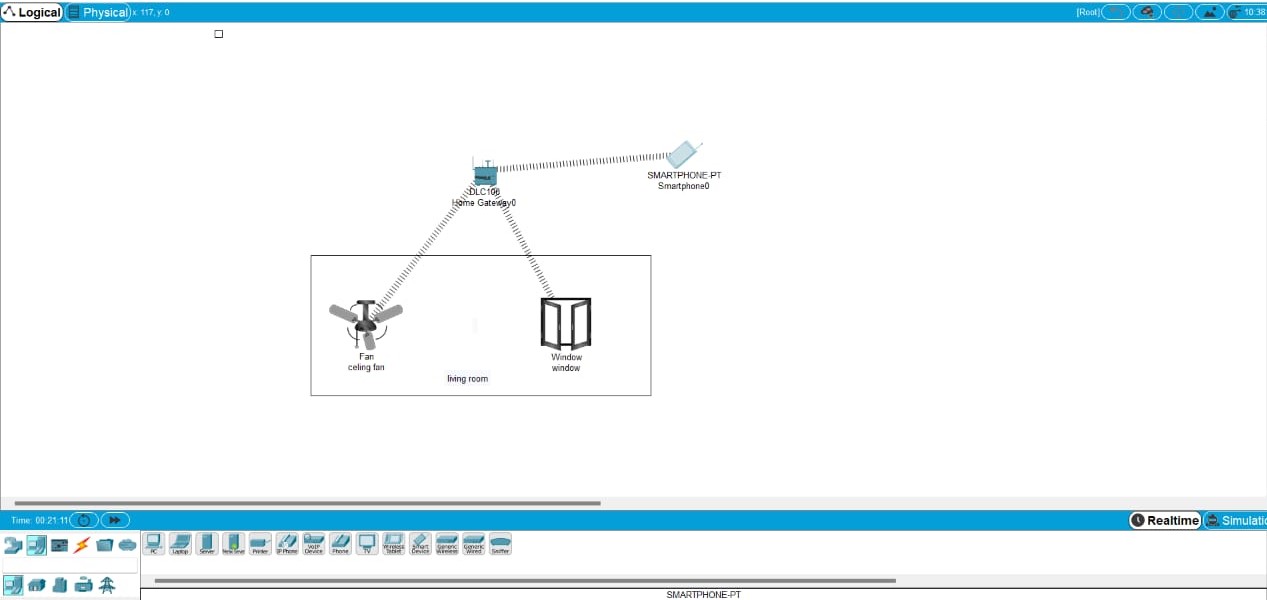 Logical
Physical
x: 117, y: 0
[Root]
10:38
SMARTPHONE-PT
Smartphone0
DLC100
Home Gateway0
Fan
celing fan
Window
window
living room
Time: 00:21:11
Realtime
Simulatio
PC
Laptop
Server
Printer
IP Phone
VoIP
Device
Phone
TV
Wireless
Tablet
Smart
Device
Generic
Wireless
Generic
Wired
Sniffer
SMARTPHONE-PT